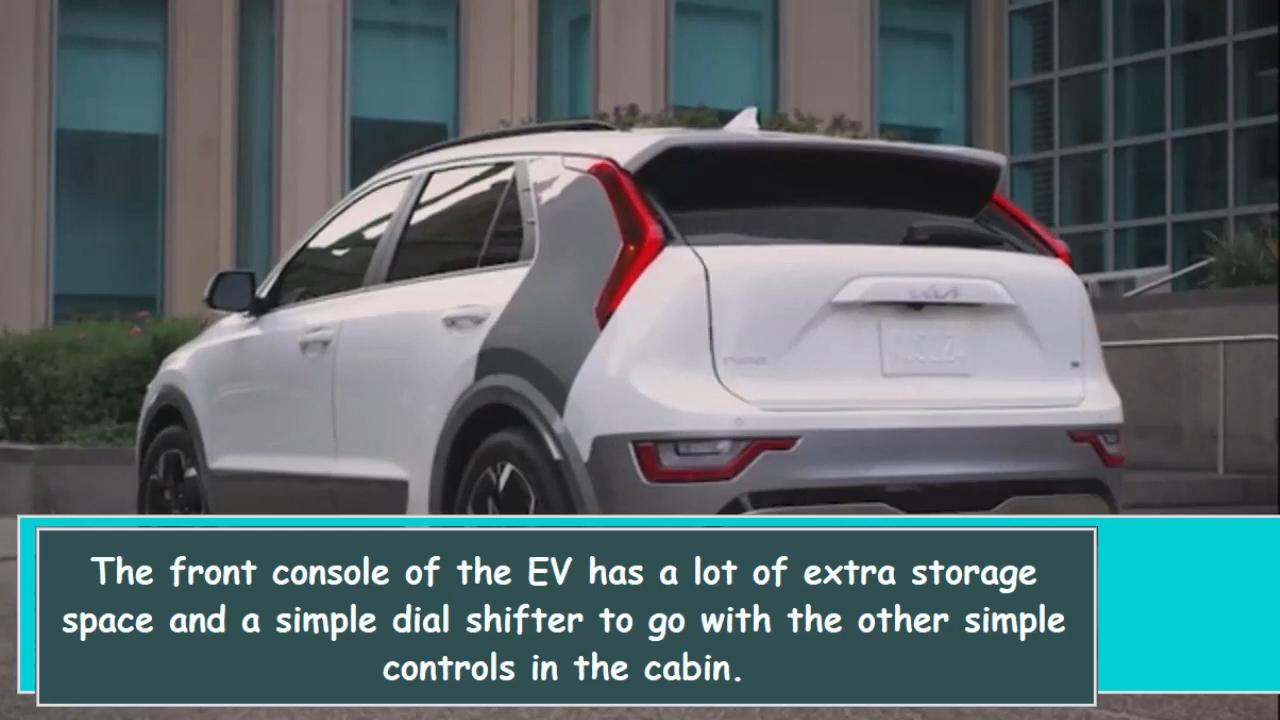 KIA
The front console of the EV has a lot of extra storage
space and a simple dial shifter to go with the other simple
controls in the cabin.